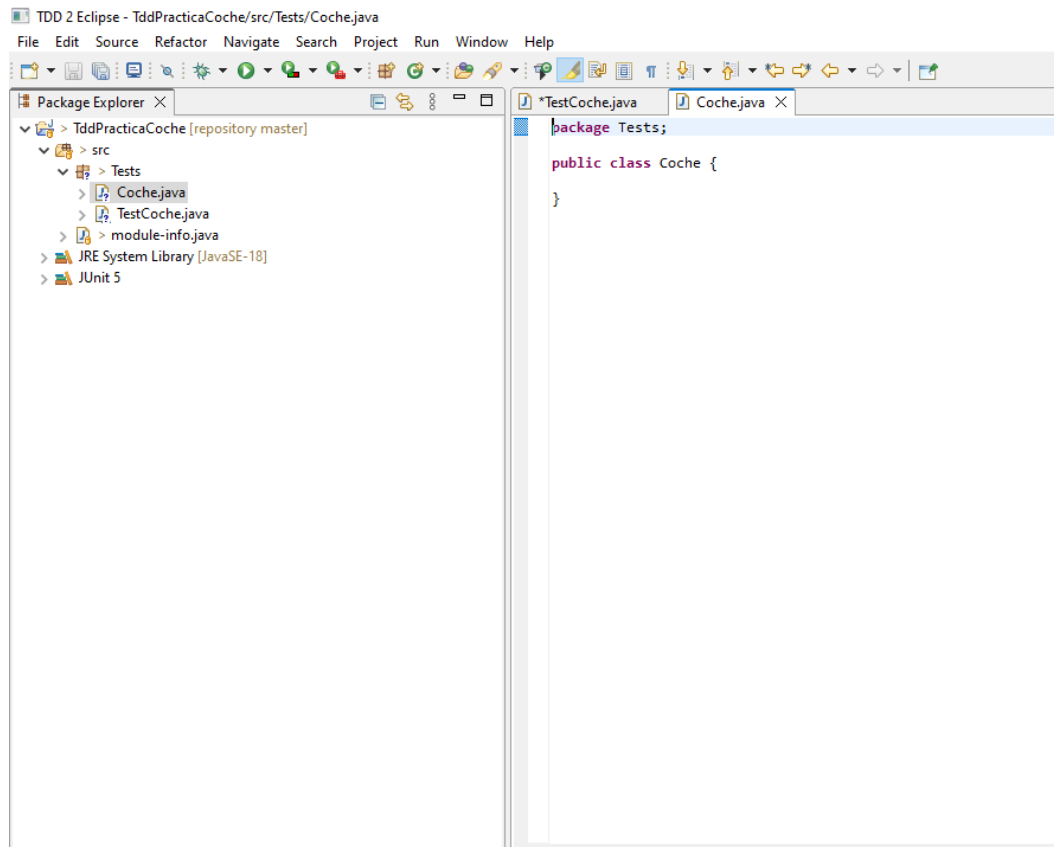 TDD 2 Eclipse - TddPracticaCoche/src/Tests/Coche.java
File Edit Source Refactor Navigate Search Project Run Window Help
Package Explorer
*TestCoche.java
Coche.java
> TddPracticaCoche [repository master]
> src
> Tests
Coche.java
TestCoche.java
> module-info.java
JRE System Library [JavaSE-18]
JUnit 5
package Tests;
public class Coche {
}